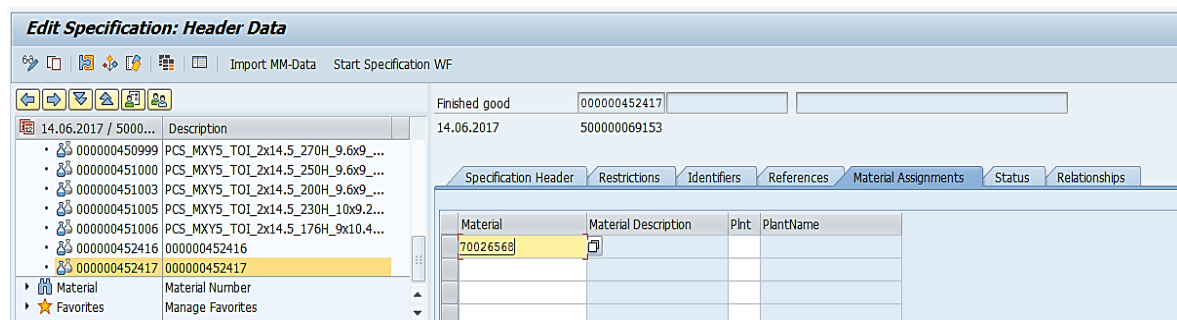 Edit Specification: Header Data
Import MM-Data Start Specification WF
Finished good 000000452417
14.06.2017 500000069153
14.06.2017 / 5000... Description
000000450999 PCS_MXY5_TOI_2x14.5_270H_9.6x9_...
000000451000 PCS_MXY5_TOI_2x14.5_250H_9.6x9_...
000000451003 PCS_MXY5_TOI_2x14.5_200H_9.6x9_...
000000451005 PCS_MXY5_TOI_2x14.5_230H_10x9.2...
000000451006 PCS_MXY5_TOI_2x14.5_176H_9x10.4...
000000452416 000000452416
000000452417 000000452417
Material Material Number
Favorites Manage Favorites
Specification Header Restrictions Identifiers References Material Assignments Status Relationships
Material Material Description Plnt PlantName
70026568